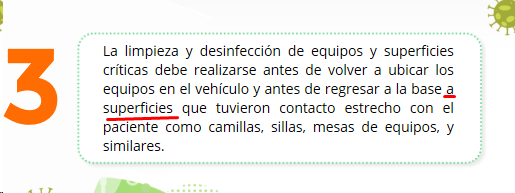 3
La limpieza y desinfección de equipos y superficies
críticas debe realizarse antes de volver a ubicar los
equipos en el vehículo y antes de regresar a la base a
superficies que tuvieron contacto estrecho con el
paciente como camillas, sillas, mesas de equipos, y
similares.